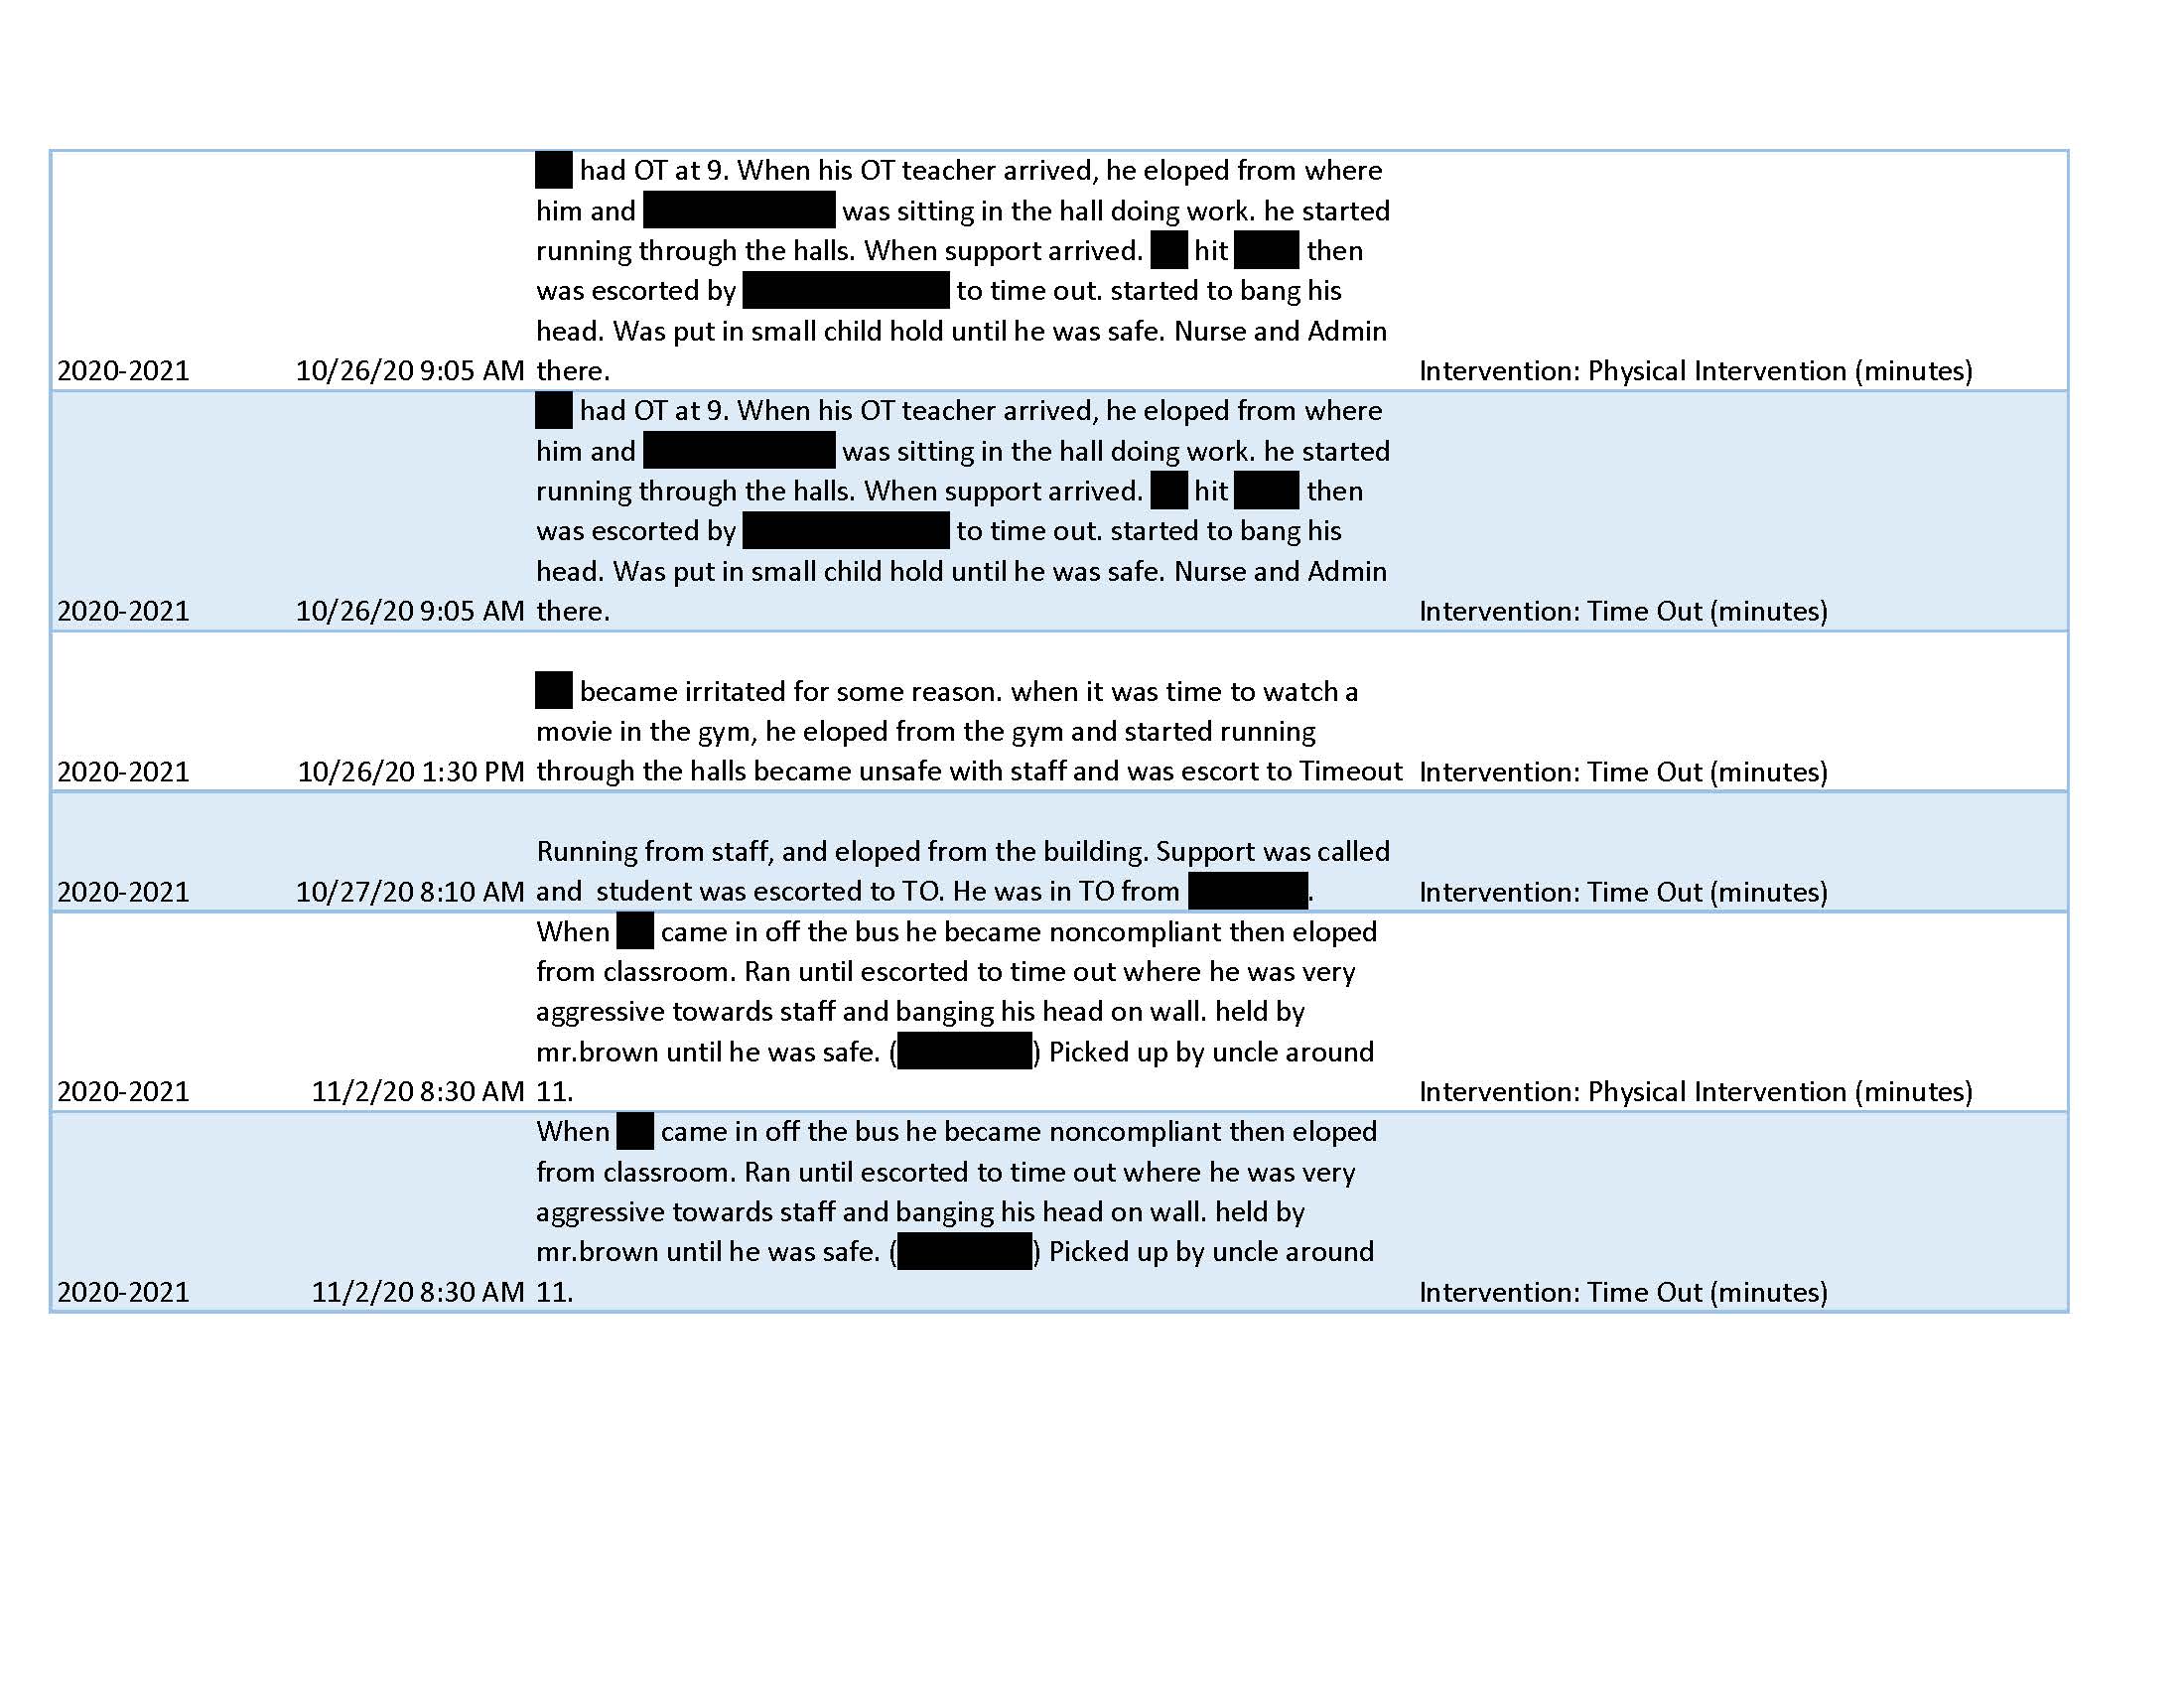 had OT at 9. When his OT teacher arrived, he eloped from where
him and was sitting in the hall doing work. he started
running through the halls. When support arrived. hit then
was escorted by to time out. started to bang his
head. Was put in small child hold until he was safe. Nurse and Admin
2020-2021 10/26/20 9:05 AM there. Intervention: Physical Intervention (minutes)
had OT at 9. When his OT teacher arrived, he eloped from where
him and was sitting in the hall doing work. he started
running through the halls. When support arrived. hit then
was escorted by to time out. started to bang his
head. Was put in small child hold until he was safe. Nurse and Admin
2020-2021 10/26/20 9:05 AM there. Intervention: Time Out (minutes)
became irritated for some reason. when it was time to watch a
movie in the gym, he eloped from the gym and started running
2020-2021 10/26/20 1:30 PM through the halls became unsafe with staff and was escort to Timeout Intervention: Time Out (minutes)
Running from staff, and eloped from the building. Support was called
2020-2021 10/27/20 8:10 AM and  student was escorted to TO. He was in TO from . Intervention: Time Out (minutes)
When came in off the bus he became noncompliant then eloped
from classroom. Ran until escorted to time out where he was very
aggressive towards staff and banging his head on wall. held by
mr.brown until he was safe. ( ) Picked up by uncle around
2020-2021 11/2/20 8:30 AM 11. Intervention: Physical Intervention (minutes)
When came in off the bus he became noncompliant then eloped
from classroom. Ran until escorted to time out where he was very
aggressive towards staff and banging his head on wall. held by
mr.brown until he was safe. ( ) Picked up by uncle around
2020-2021 11/2/20 8:30 AM 11. Intervention: Time Out (minutes)